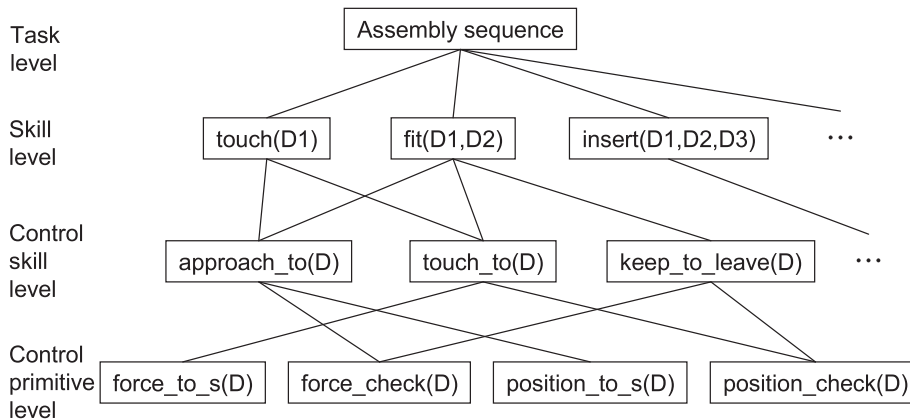 Task
level
Assembly sequence
Skill
level
touch(D1)
fit(D1,D2)
insert(D1,D2,D3)
...
Control
skill
level
approach_to(D)
touch_to(D)
keep_to_leave(D)
...
Control
primitive
level
force_to_s(D)
force_check(D)
position_to_s(D)
position_check(D)